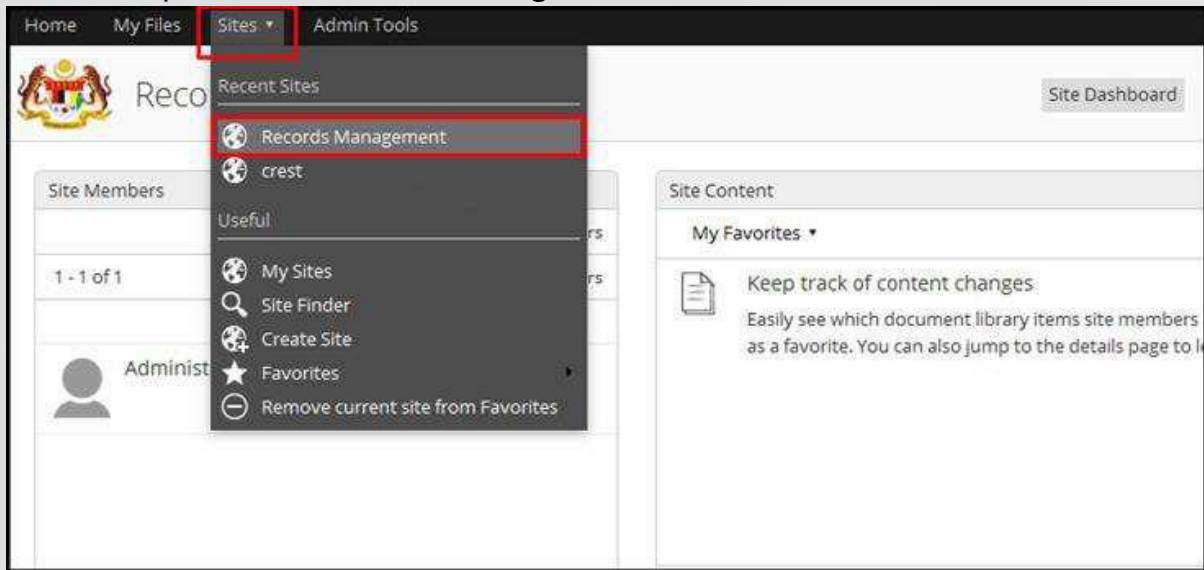 Home My Files Sites ▾ Admin Tools
Reco
Site Dashboard
Recent Sites
Records Management
crest
Useful
My Sites
Site Finder
Create Site
Favorites
Remove current site from Favorites
Site Members
rs
1 - 1 of 1
rs
Administ
Site Content
My Favorites ▾
Keep track of content changes
Easily see which document library items site members
as a favorite. You can also jump to the details page to l